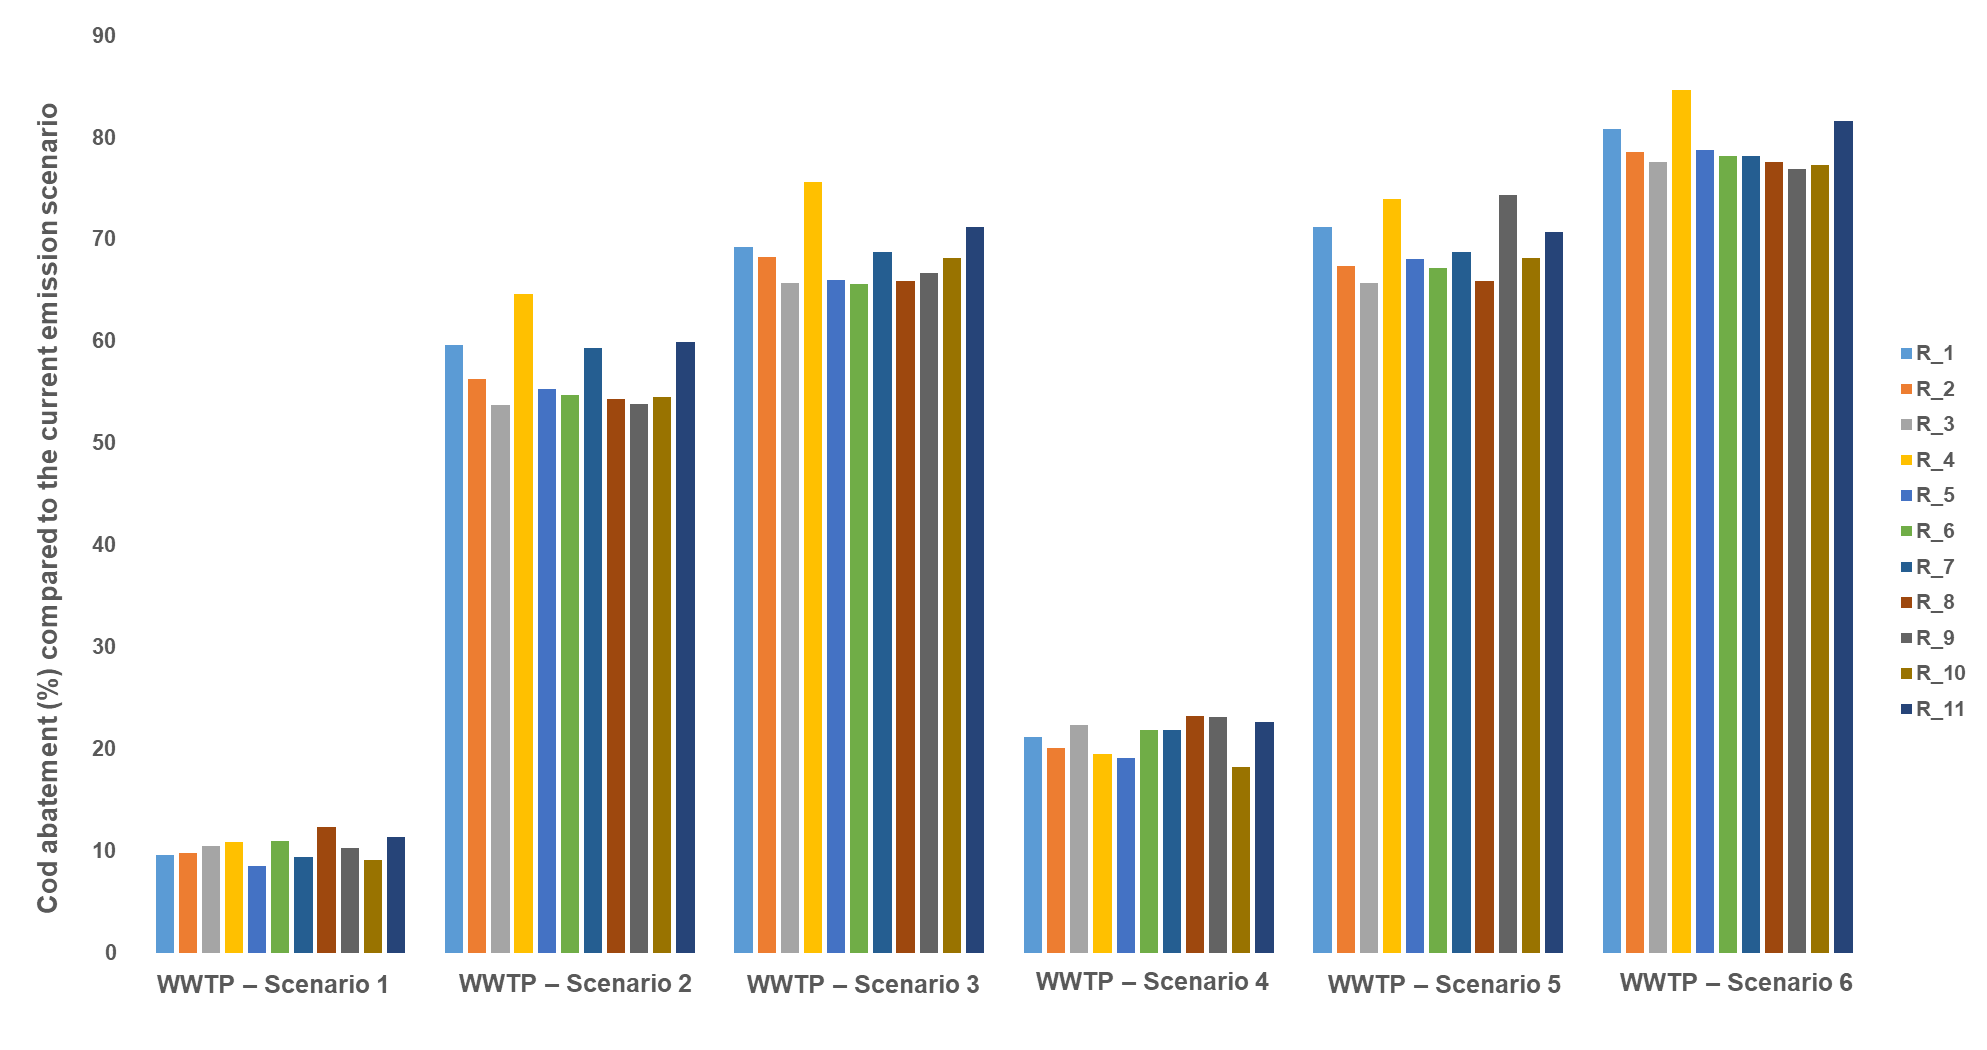 Cod abatement (%) compared to the current emission scenario
90
80
70
60
50
40
30
20
10
0
WWTP – Scenario 1
WWTP – Scenario 2
WWTP – Scenario 3
WWTP – Scenario 4
WWTP – Scenario 5
WWTP – Scenario 6
R_1
R_2
R_3
R_4
R_5
R_6
R_7
R_8
R_9
R_10
R_11